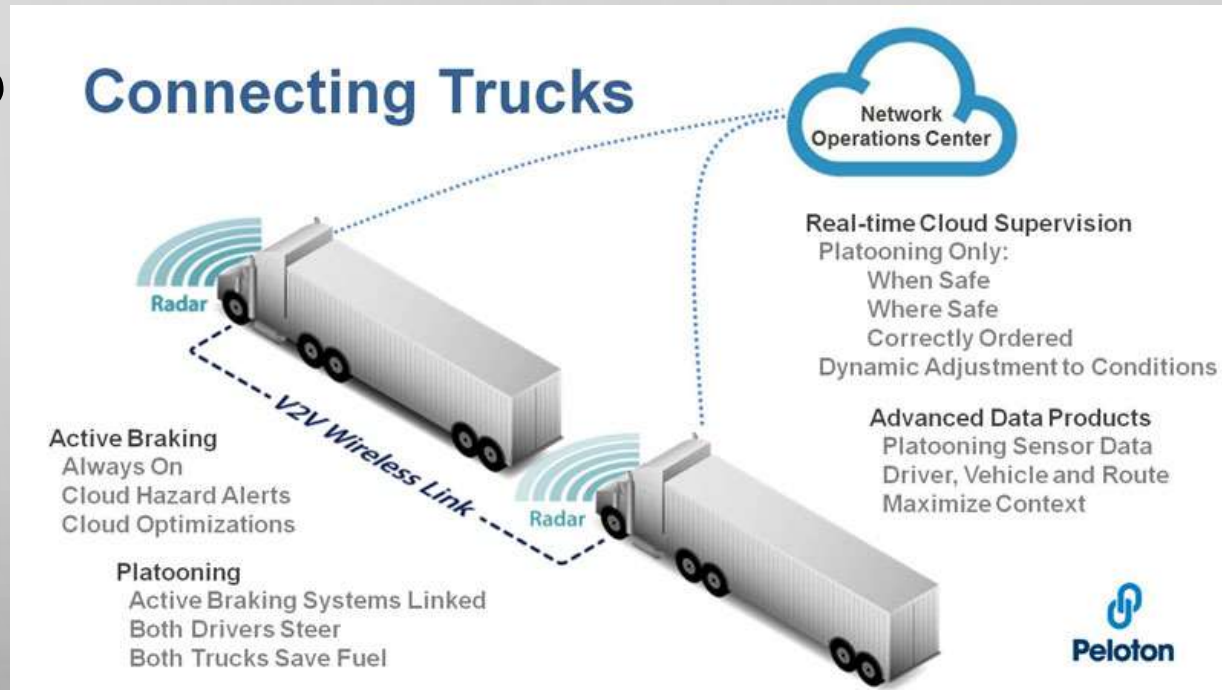 Connecting Trucks
Network
Operations Center
Radar
V2V Wireless Link
Radar
Real-time Cloud Supervision
Platooning Only:
When Safe
Where Safe
Correctly Ordered
Dynamic Adjustment to Conditions
Advanced Data Products
Platooning Sensor Data
Driver, Vehicle and Route
Maximize Context
Active Braking
Always On
Cloud Hazard Alerts
Cloud Optimizations
Platooning
Active Braking Systems Linked
Both Drivers Steer
Both Trucks Save Fuel
Peloton